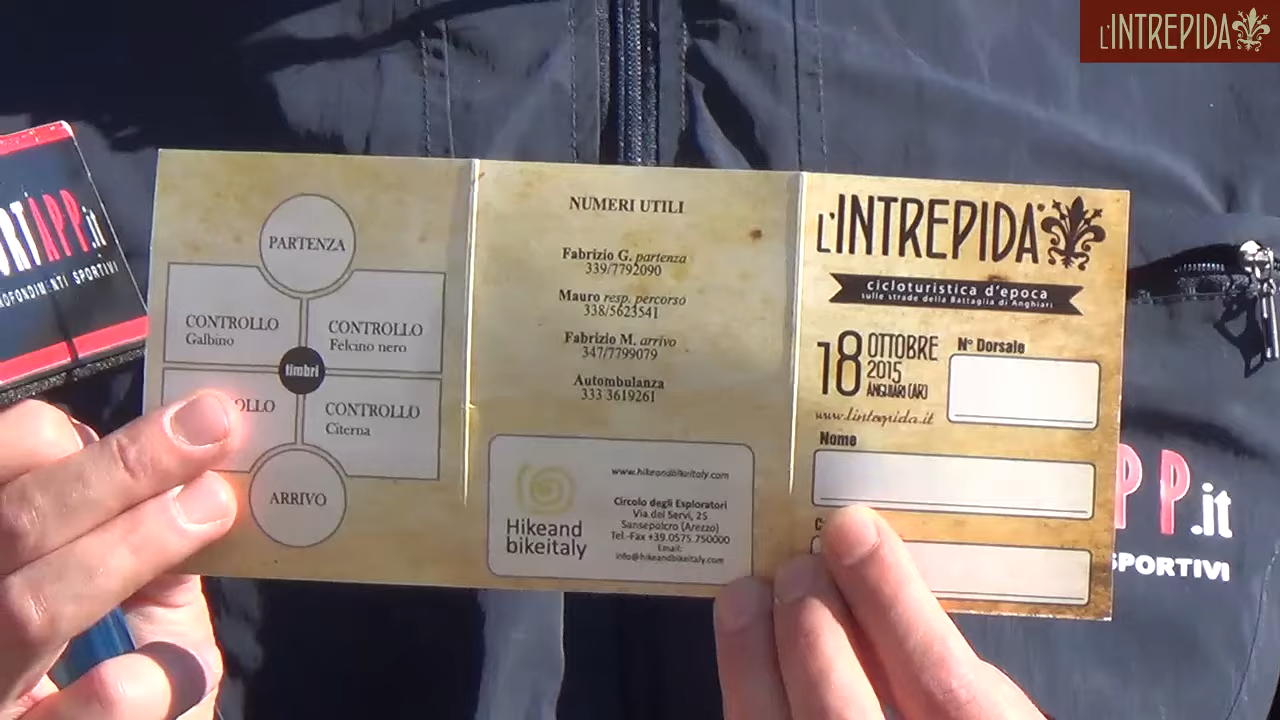 L'INTREPIDA
APP.it
SPORTIVI
PARTENZA
CONTROLLO
Galbino
CONTROLLO
Felcino nero
timbri
CONTROLLO
Citerna
ARRIVO
NUMERI UTILI
Fabrizio G. partenza
339/7792090
Mauro resp. percorso
338/5623541
Fabrizio M. arrivo
347/7799079
Autombulanza
333 3619261
Hikeand
bikeitaly
www.hikeandbikeitaly.com
Circolo degli Esploratori
Via dei Servi, 25
Sansepolcro (Arezzo)
Tel.-Fax +39.0575.750000
Email:
info@hikeandbikeitaly.com
L'INTREPIDA
cicloturistica d'epoca
sulle strade della Battaglia di Anghiari
18 OTTOBRE
2015
ANGHIARI (AR)
www.lintrepida.it
N° Dorsale
Nome
P.it
SPORTIVI